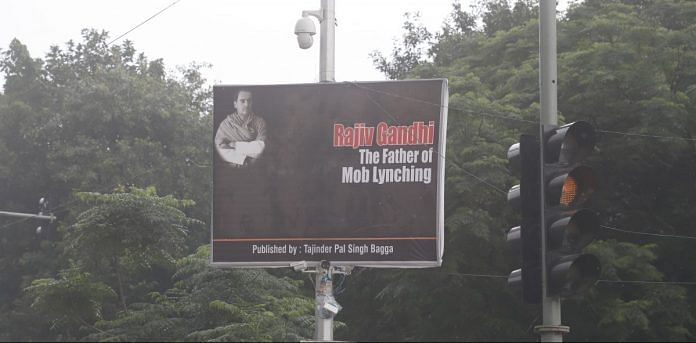 Rajiv Gandhi
The Father of
Mob Lynching
Published by : Tajinder Pal Singh Bagga